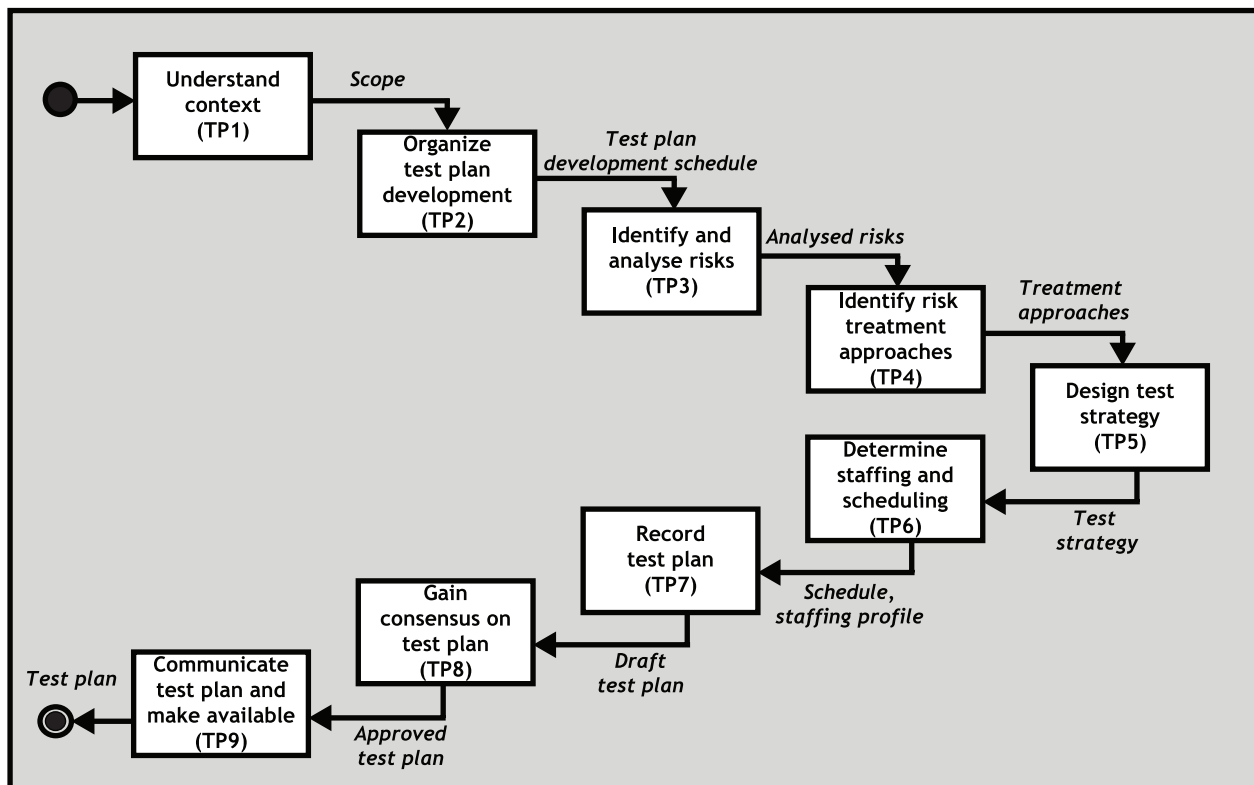 Understand
context
(TP1)
Scope
Organize
test plan
development
(TP2)
Test plan
development schedule
Identify and
analyse risks
(TP3)
Analysed risks
Identify risk
treatment
approaches
(TP4)
Treatment
approaches
Design test
strategy
(TP5)
Test
strategy
Determine
staffing and
scheduling
(TP6)
Schedule,
staffing profile
Record
test plan
(TP7)
Draft
test plan
Gain
consensus on
test plan
(TP8)
Approved
test plan
Communicate
test plan and
make available
(TP9)
Test plan